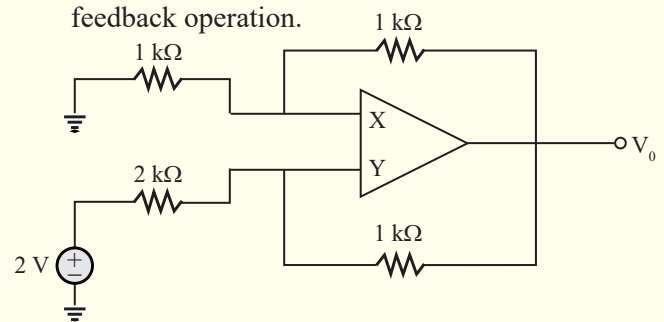 feedback operation.
1 kΩ
1 kΩ
X
Y
V₀
2 kΩ
1 kΩ
2 V
+
−